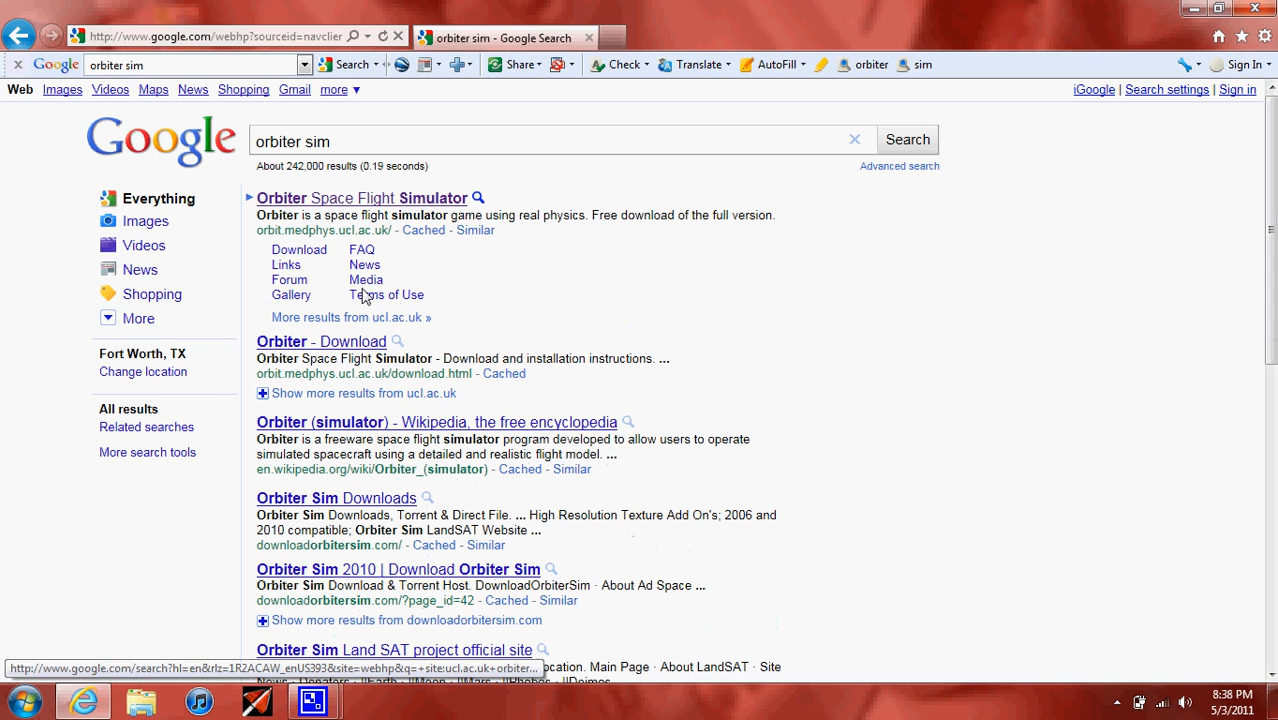 http://www.google.com/webhp?sourceid=navclier
orbiter sim - Google Search
Google orbiter sim Search Share Check Translate AutoFill orbiter sim Sign In
Web Images Videos Maps News Shopping Gmail more ▼
iGoogle | Search settings | Sign in
Google
orbiter sim
Search
About 242,000 results (0.19 seconds)
Advanced search
Everything
Images
Videos
News
Shopping
More
Fort Worth, TX
Change location
All results
Related searches
More search tools
Orbiter Space Flight Simulator
Orbiter is a space flight simulator game using real physics. Free download of the full version.
orbit.medphys.ucl.ac.uk/ - Cached - Similar
Download FAQ
Links News
Forum Media
Gallery Terms of Use
More results from ucl.ac.uk »
Orbiter - Download
Orbiter Space Flight Simulator - Download and installation instructions. ...
orbit.medphys.ucl.ac.uk/download.html - Cached
Show more results from ucl.ac.uk
Orbiter (simulator) - Wikipedia, the free encyclopedia
Orbiter is a freeware space flight simulator program developed to allow users to operate
simulated spacecraft using a detailed and realistic flight model. ...
en.wikipedia.org/wiki/Orbiter_(simulator) - Cached - Similar
Orbiter Sim Downloads
Orbiter Sim Downloads, Torrent & Direct File. ... High Resolution Texture Add On's; 2006 and
2010 compatible; Orbiter Sim LandSAT Website ...
downloadorbitersim.com/ - Cached - Similar
Orbiter Sim 2010 | Download Orbiter Sim
Orbiter Sim Download & Torrent Host. DownloadOrbiterSim · About Ad Space ...
downloadorbitersim.com/?page_id=42 - Cached - Similar
Show more results from downloadorbitersim.com
Orbiter Sim Land SAT project official site
ocation. Main Page · About LandSAT · Site
http://www.google.com/search?hl=en&rlz=1R2ACAW_enUS393&site=webhp&q=+site:ucl.ac.uk+orbiter...
8:38 PM
5/3/2011